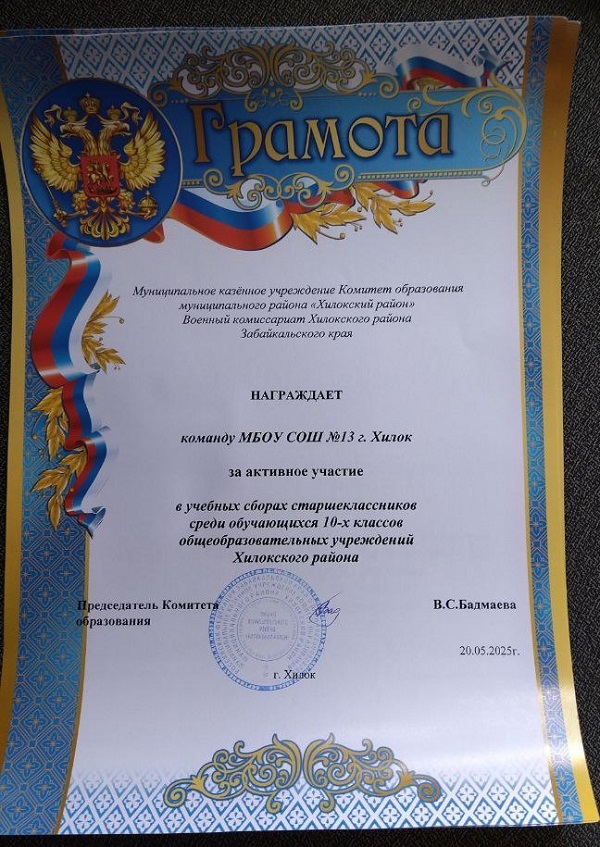 Грамота
Муниципальное казённое учреждение Комитет образования
муниципального района «Хилокский район»
Военный комиссариат Хилокского района
Забайкальского края
НАГРАЖДАЕТ
команду МБОУ СОШ №13 г. Хилок
за активное участие
в учебных сборах старшеклассников
среди обучающихся 10-х классов
общеобразовательных учреждений
Хилокского района
Председатель Комитета
образования
В.С.Бадмаева
20.05.2025г.
г. Хилок